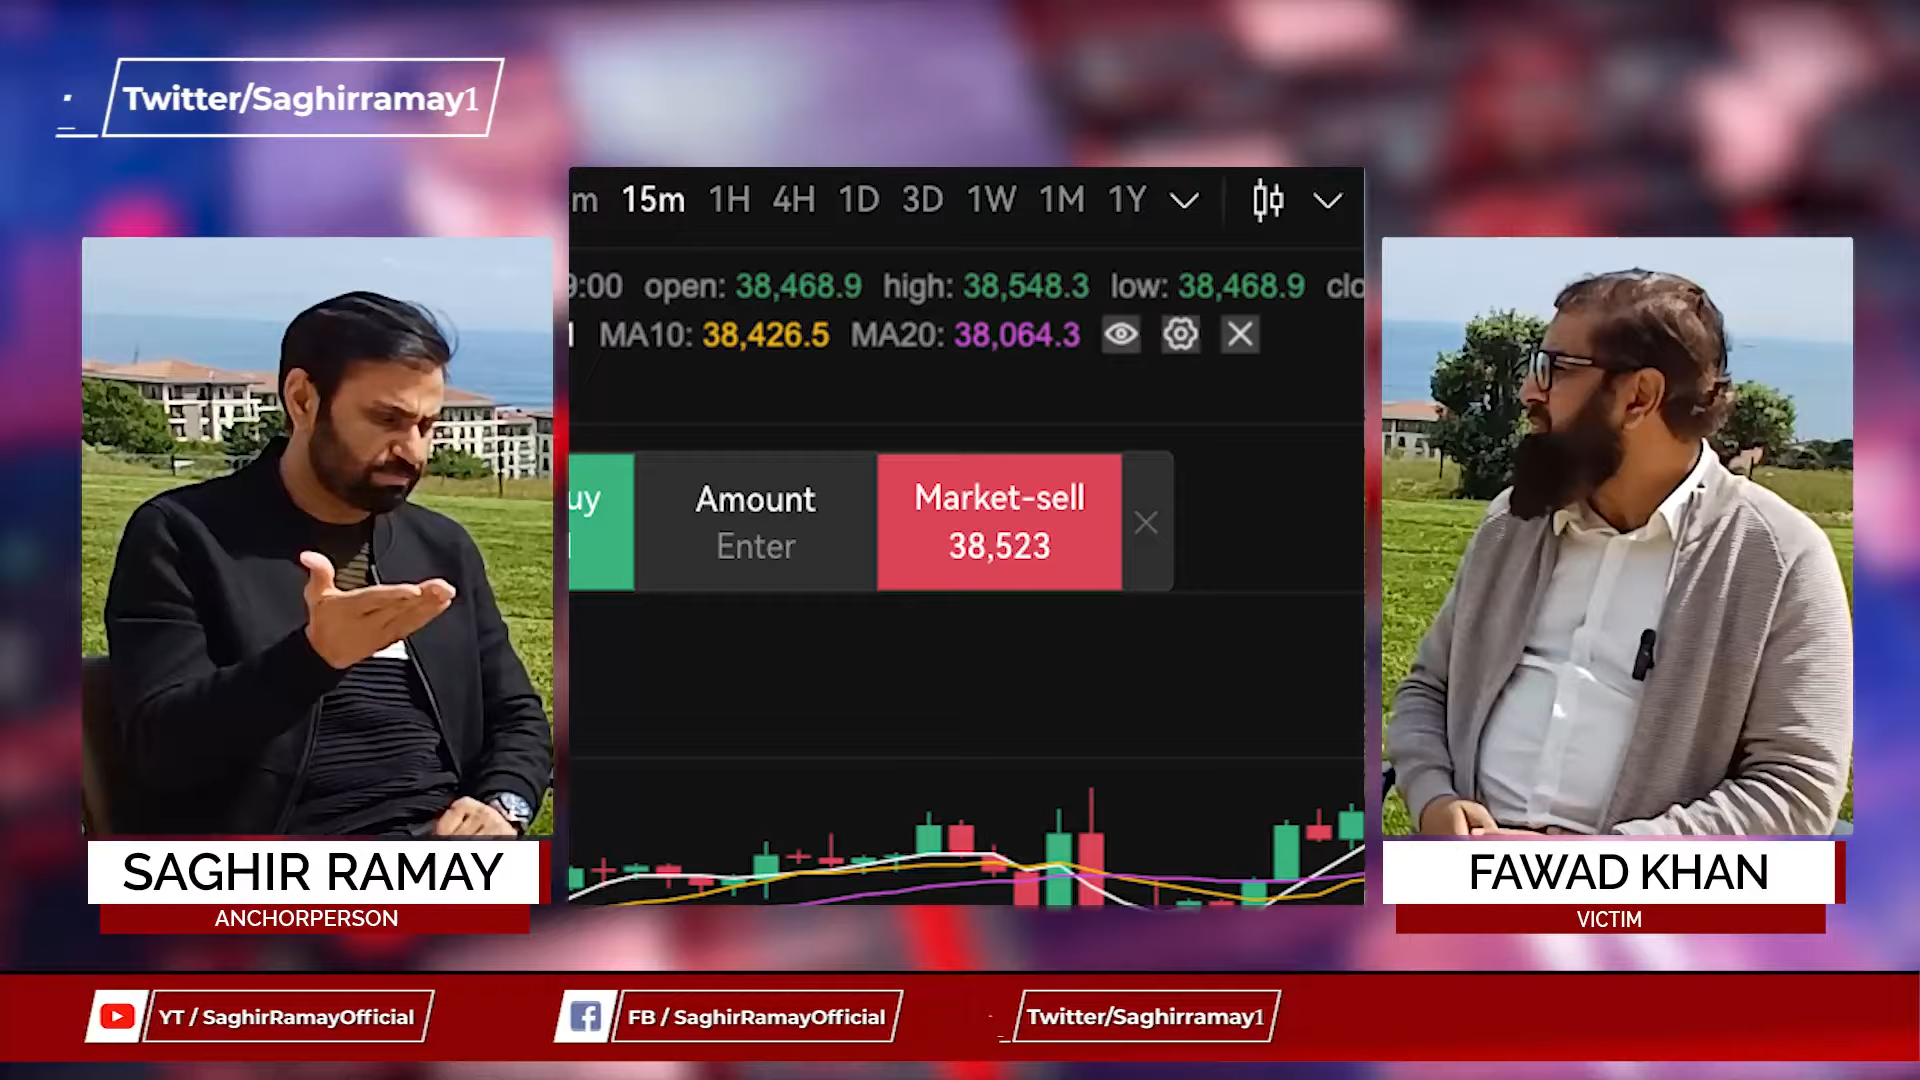 Twitter/Saghirramay1
m 15m 1H 4H 1D 3D 1W 1M 1Y
9:00 open: 38,468.9 high: 38,548.3 low: 38,468.9 clo
MA10: 38,426.5 MA20: 38,064.3
uy
Amount
Enter
Market-sell
38,523
SAGHIR RAMAY
ANCHORPERSON
FAWAD KHAN
VICTIM
YT / SaghirRamayOfficial
FB / SaghirRamayOfficial
Twitter/Saghirramay1